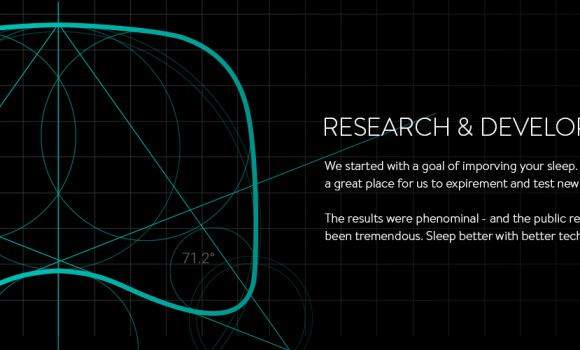 RESEARCH & DEVELOP
We started with a goal of imporving your sleep.
a great place for us to expirement and test new
The results were phenominal - and the public re
been tremendous. Sleep better with better tech
71.2°